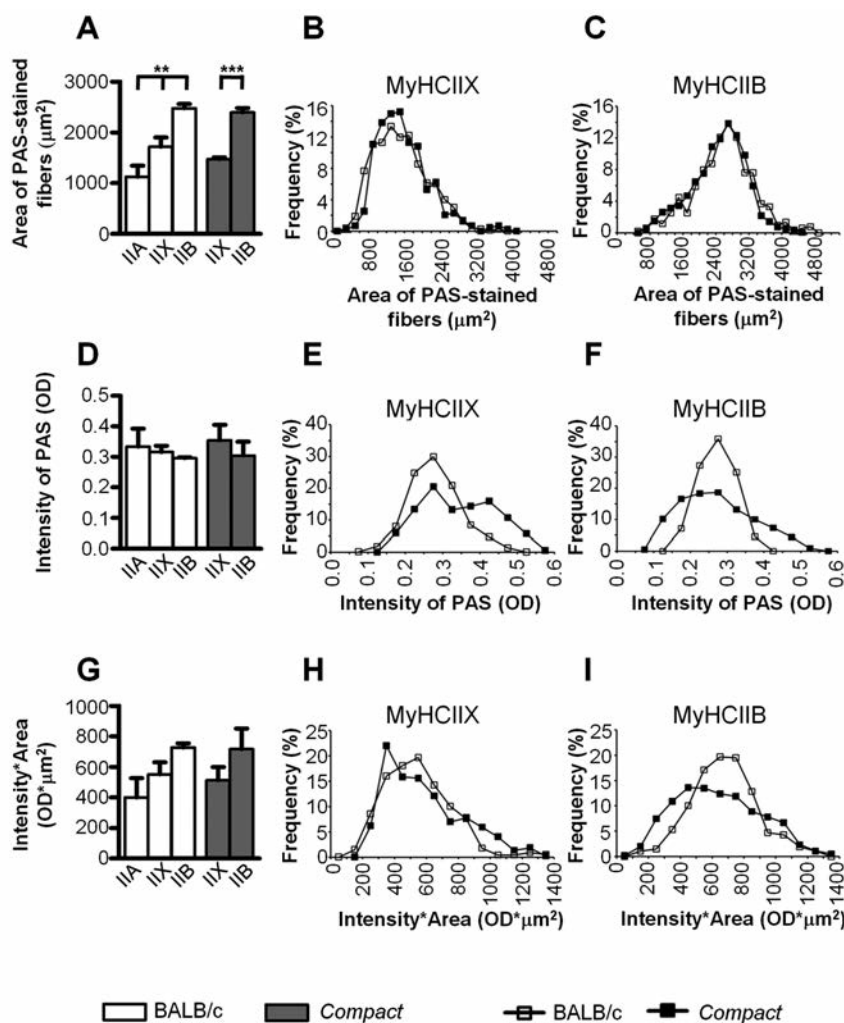 A
B
C
Area of PAS-stained
fibers (μm²)
3000
2000
1000
0
**
***
IIA
IIX
IIB
IIX
IIB
MyHCIIX
Frequency (%)
16
12
8
4
0
800
1600
2400
3200
4000
4800
Area of PAS-stained
fibers (μm²)
MyHCIIB
Frequency (%)
16
12
8
4
0
800
1600
2400
3200
4000
4800
Area of PAS-stained
fibers (μm²)
D
E
F
Intensity of PAS (OD)
0.5
0.4
0.3
0.2
0.1
0.0
IIA
IIX
IIB
IIX
IIB
MyHCIIX
Frequency (%)
40
30
20
10
0
0.0
0.1
0.2
0.3
0.4
0.5
0.6
Intensity of PAS (OD)
MyHCIIB
Frequency (%)
40
30
20
10
0
0.0
0.1
0.2
0.3
0.4
0.5
0.6
Intensity of PAS (OD)
G
H
I
Intensity*Area
(OD*μm²)
1000
800
600
400
200
0
IIA
IIX
IIB
IIX
IIB
MyHCIIX
Frequency (%)
25
20
15
10
5
0
200
400
600
800
1000
1200
1400
Intensity*Area (OD*μm²)
MyHCIIB
Frequency (%)
25
20
15
10
5
0
200
400
600
800
1000
1200
1400
Intensity*Area (OD*μm²)
BALB/c
Compact
BALB/c
Compact